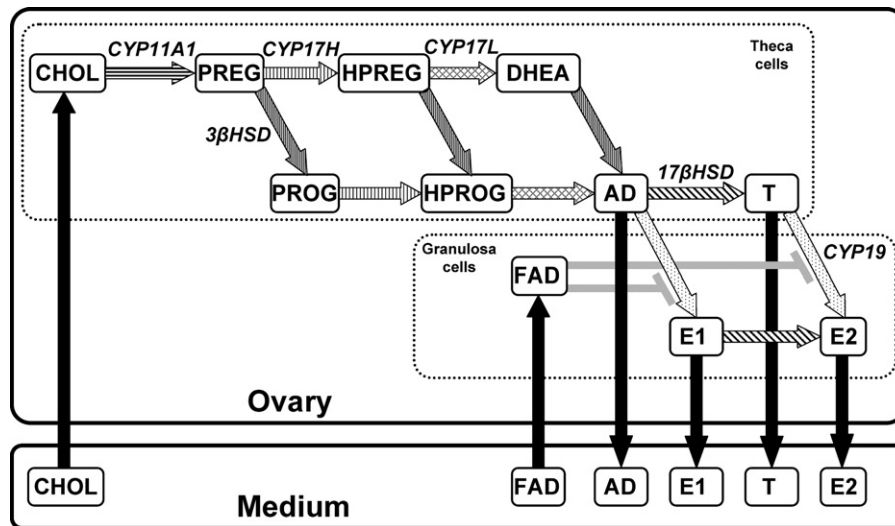 CYP11A1
CYP17H
CYP17L
Theca
cells
CHOL
PREG
HPREG
DHEA
3βHSD
17βHSD
PROG
HPROG
AD
T
Granulosa
cells
CYP19
FAD
E1
E2
Ovary
CHOL
FAD
AD
E1
T
E2
Medium